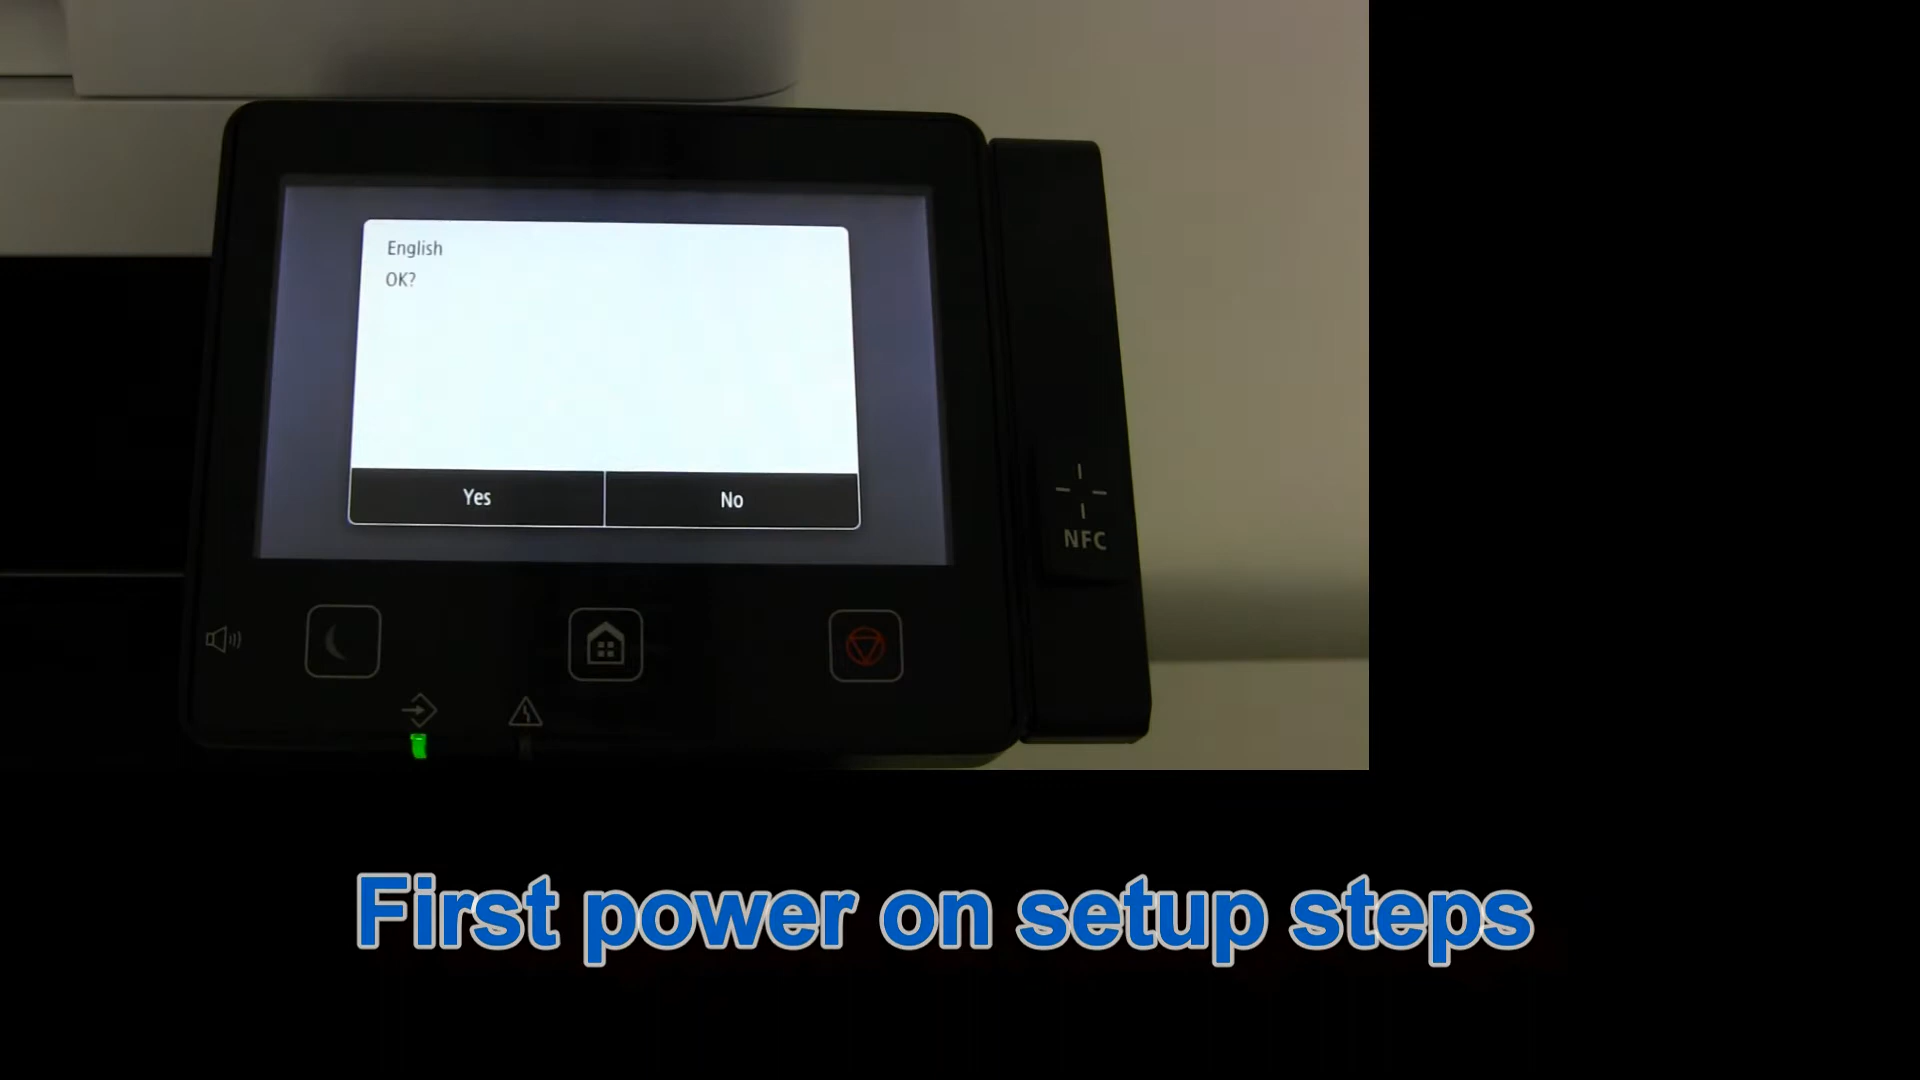 English
OK?
Yes
No
NFC
First power on setup steps